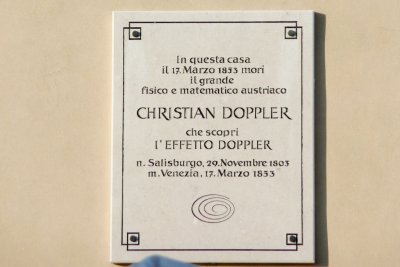 In questa casa
il 17. Marzo 1853 morì
il grande
fisico e matematico austriaco
CHRISTIAN DOPPLER
che scoprì
l'EFFETTO DOPPLER
n. Salisburgo, 29. Novembre 1803
m. Venezia, 17. Marzo 1853